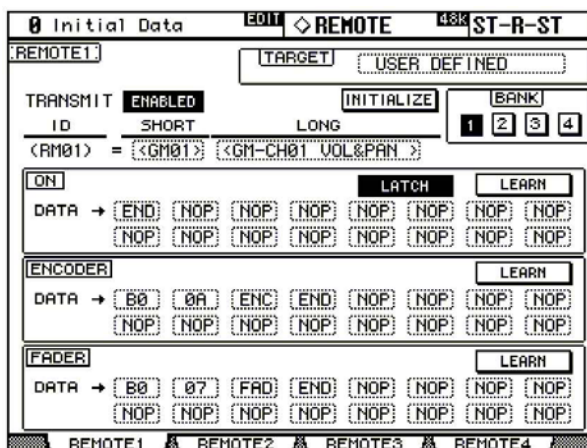 0 Initial Data EDIT ◇REMOTE 48K ST-R-ST
REMOTE1 TARGET USER DEFINED
TRANSMIT ENABLED INITIALIZE BANK
ID SHORT LONG 1 2 3 4
(RM01) = <GM01> <GM-CH01 VOL&PAN >
ON LATCH LEARN
DATA → END NOP NOP NOP NOP NOP NOP NOP
NOP NOP NOP NOP NOP NOP NOP NOP
ENCODER LEARN
DATA → B0 0A ENC END NOP NOP NOP NOP
NOP NOP NOP NOP NOP NOP NOP NOP
FADER LEARN
DATA → B0 07 FAD END NOP NOP NOP NOP
NOP NOP NOP NOP NOP NOP NOP NOP
REMOTE1 REMOTE2 REMOTE3 REMOTE4